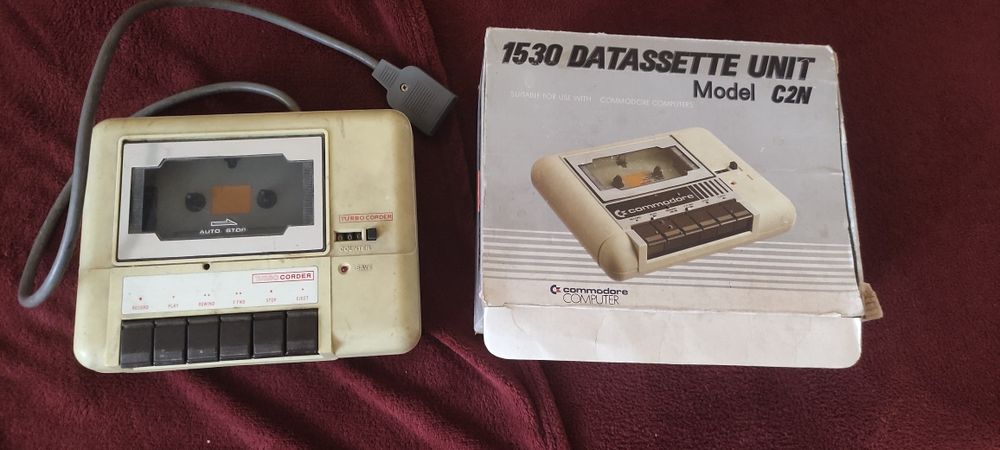 AUTO STOP
TURBO CORDER
COUNTER
SAVE
TURBO CORDER
RECORD PLAY REWIND F.FWD STOP EJECT
1530 DATASSETTE UNIT
Model C2N
SUITABLE FOR USE WITH COMMODORE COMPUTERS
commodore
commodore
COMPUTER